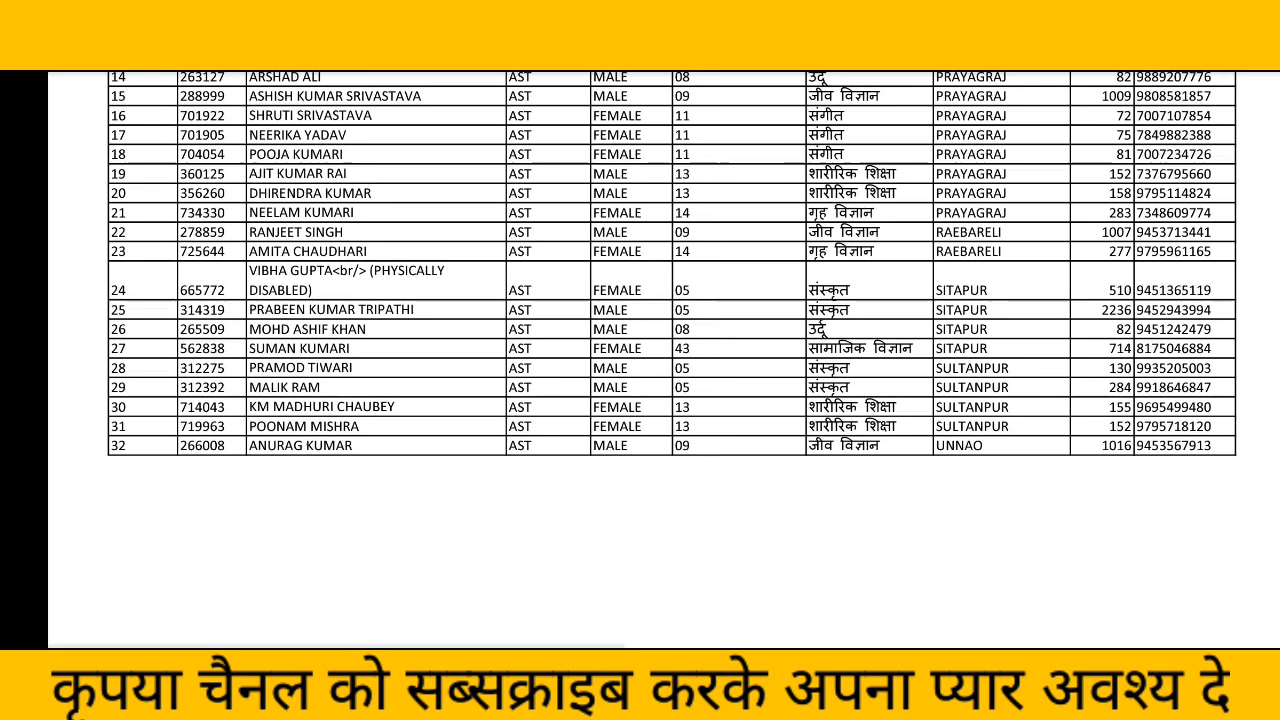 14 263127 ARSHAD ALI AST MALE 08 उर्दू PRAYAGRAJ 82 9889207776
15 288999 ASHISH KUMAR SRIVASTAVA AST MALE 09 जीव विज्ञान PRAYAGRAJ 1009 9808581857
16 701922 SHRUTI SRIVASTAVA AST FEMALE 11 संगीत PRAYAGRAJ 72 7007107854
17 701905 NEERIKA YADAV AST FEMALE 11 संगीत PRAYAGRAJ 75 7849882388
18 704054 POOJA KUMARI AST FEMALE 11 संगीत PRAYAGRAJ 81 7007234726
19 360125 AJIT KUMAR RAI AST MALE 13 शारीरिक शिक्षा PRAYAGRAJ 152 7376795660
20 356260 DHIRENDRA KUMAR AST MALE 13 शारीरिक शिक्षा PRAYAGRAJ 158 9795114824
21 734330 NEELAM KUMARI AST FEMALE 14 गृह विज्ञान PRAYAGRAJ 283 7348609774
22 278859 RANJEET SINGH AST MALE 09 जीव विज्ञान RAEBARELI 1007 9453713441
23 725644 AMITA CHAUDHARI AST FEMALE 14 गृह विज्ञान RAEBARELI 277 9795961165
VIBHA GUPTA<br/> (PHYSICALLY
24 665772 DISABLED) AST FEMALE 05 संस्कृत SITAPUR 510 9451365119
25 314319 PRABEEN KUMAR TRIPATHI AST MALE 05 संस्कृत SITAPUR 2236 9452943994
26 265509 MOHD ASHIF KHAN AST MALE 08 उर्दू SITAPUR 82 9451242479
27 562838 SUMAN KUMARI AST FEMALE 43 सामाजिक विज्ञान SITAPUR 714 8175046884
28 312275 PRAMOD TIWARI AST MALE 05 संस्कृत SULTANPUR 130 9935205003
29 312392 MALIK RAM AST MALE 05 संस्कृत SULTANPUR 284 9918646847
30 714043 KM MADHURI CHAUBEY AST FEMALE 13 शारीरिक शिक्षा SULTANPUR 155 9695499480
31 719963 POONAM MISHRA AST FEMALE 13 शारीरिक शिक्षा SULTANPUR 152 9795718120
32 266008 ANURAG KUMAR AST MALE 09 जीव विज्ञान UNNAO 1016 9453567913
कृपया चैनल को सब्सक्राइब करके अपना प्यार अवश्य दे